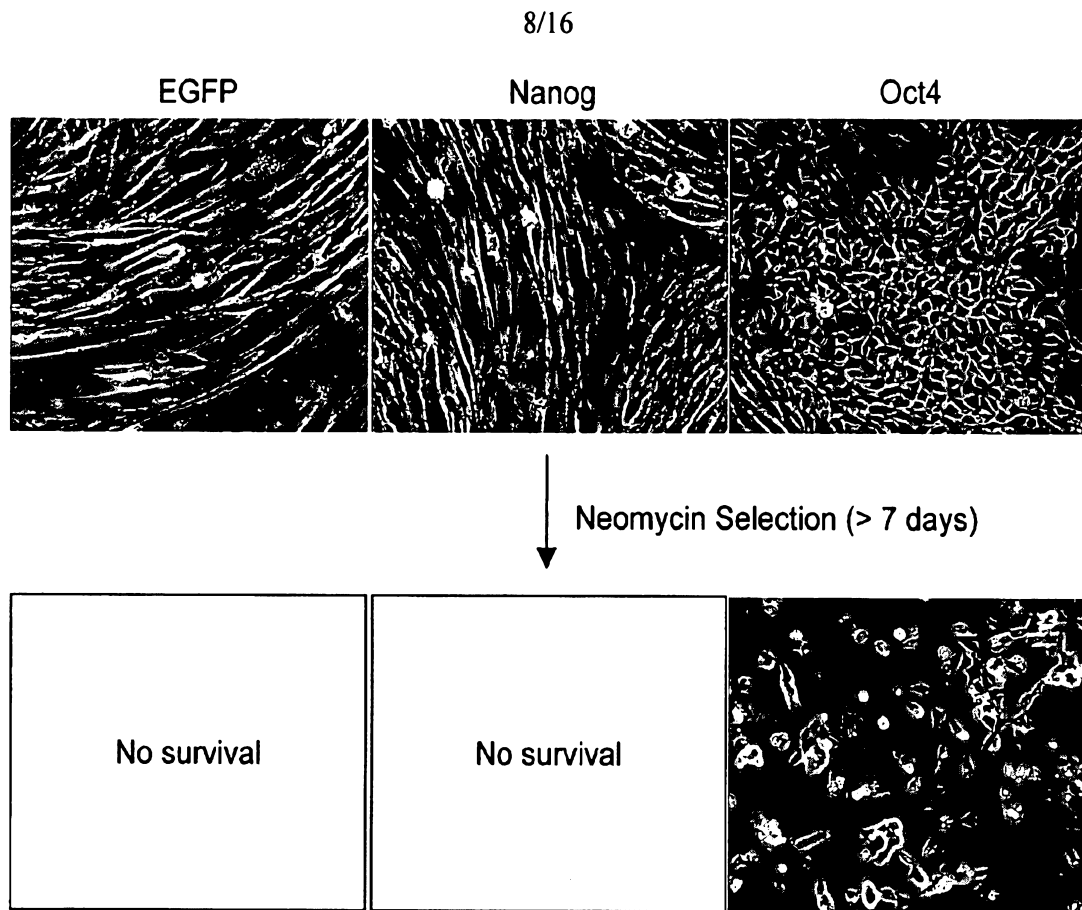 8/16
EGFP Nanog Oct4
Neomycin Selection (> 7 days)
No survival No survival